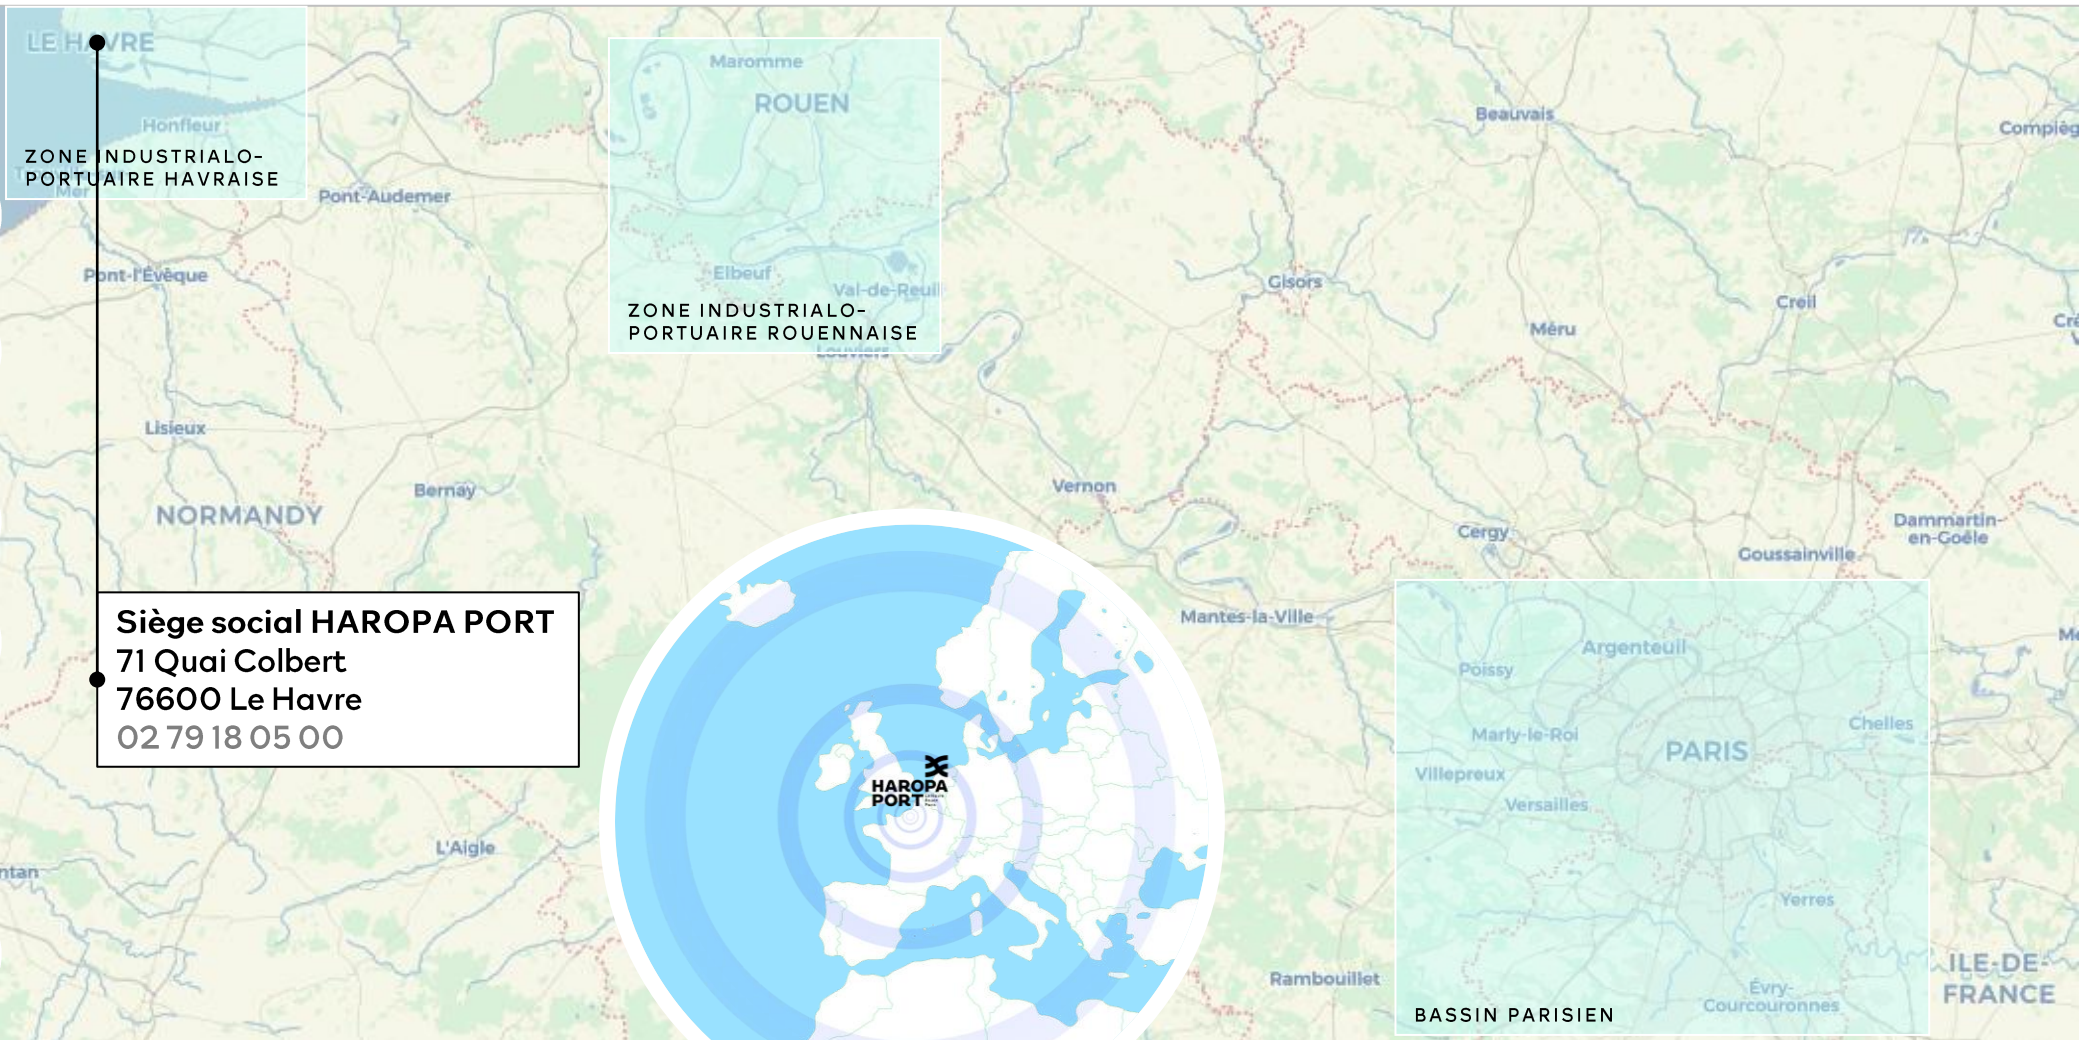 LE HAVRE
Honfleur
ZONE INDUSTRIALO-
PORTUAIRE HAVRAISE
Mer
Pont-Audemer
Pont-l'Évêque
Lisieux
NORMANDY
Bernay
Maromme
ROUEN
Elbeuf
Val-de-Reuil
ZONE INDUSTRIALO-
PORTUAIRE ROUENNAISE
Louviers
Beauvais
Compièg
Gisors
Creil
Méru
Vernon
Cergy
Dammartin-
en-Goële
Goussainville
Mantes-la-Ville
Siège social HAROPA PORT
71 Quai Colbert
76600 Le Havre
02 79 18 05 00
HAROPA
PORT
L'Aigle
ntan
Argenteuil
Poissy
Marly-le-Roi
Chelles
PARIS
Villepreux
Versailles
Yerres
Évry-
Courcouronnes
BASSIN PARISIEN
Rambouillet
ILE-DE-
FRANCE